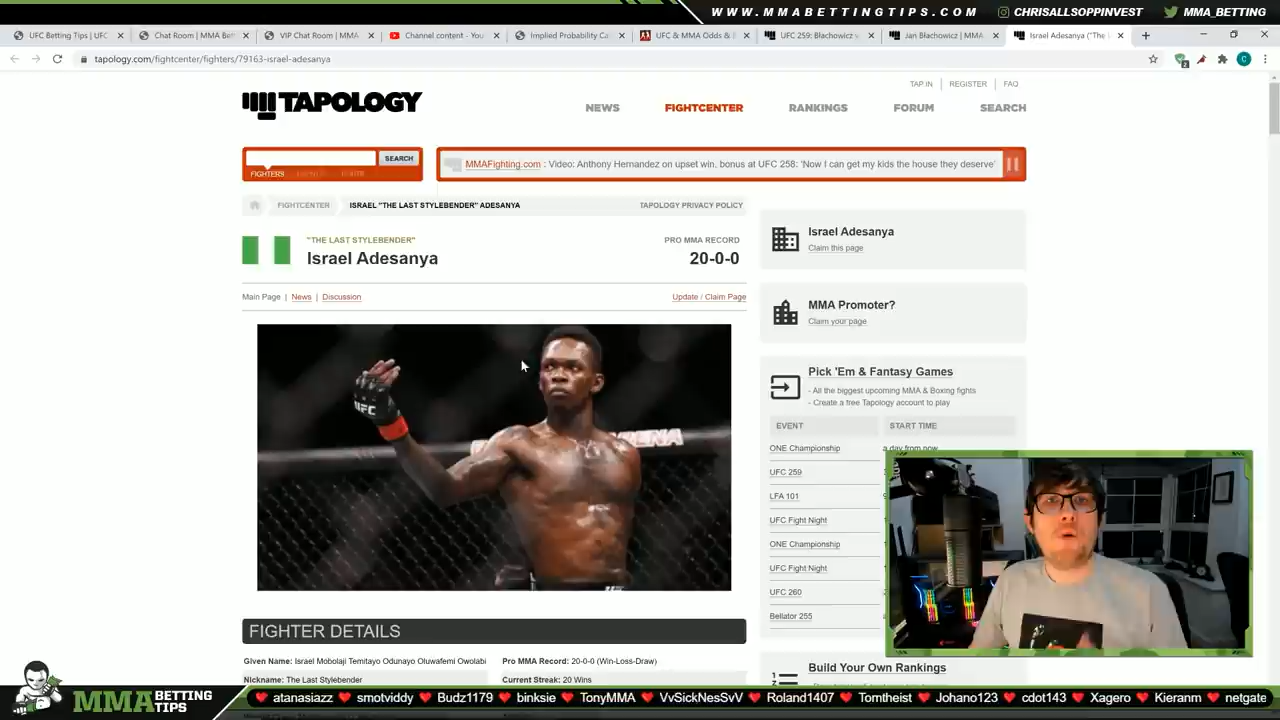 WWW.MMABETTINGTIPS.COM CHRISALLSOPPINVEST MMA_BETTING
UFC Betting Tips | UFC Chat Room | MMA Bet VIP Chat Room | MMA Channel content - You Implied Probability Ca UFC & MMA Odds & B UFC 259: Błachowicz v Jan Błachowicz | MMA Israel Adesanya ("The L
tapology.com/fightcenter/fighters/79163-israel-adesanya
TAP IN REGISTER FAQ
TAPOLOGY
NEWS FIGHTCENTER RANKINGS FORUM SEARCH
SEARCH
FIGHTERS
MMAFighting.com : Video: Anthony Hernandez on upset win, bonus at UFC 258: 'Now I can get my kids the house they deserve'
FIGHTCENTER ISRAEL "THE LAST STYLEBENDER" ADESANYA TAPOLOGY PRIVACY POLICY
"THE LAST STYLEBENDER" PRO MMA RECORD
Israel Adesanya 20-0-0
Main Page | News | Discussion Update / Claim Page
UFC
Israel Adesanya
Claim this page
MMA Promoter?
Claim your page
Pick 'Em & Fantasy Games
- All the biggest upcoming MMA & Boxing fights
- Create a free Tapology account to play
EVENT START TIME
ONE Championship a day from now
UFC 259
LFA 101
UFC Fight Night
ONE Championship
UFC Fight Night
UFC 260
Bellator 255
Build Your Own Rankings
FIGHTER DETAILS
Given Name: Israel Mobolaji Temitayo Odunayo Oluwafemi Owolabi Pro MMA Record: 20-0-0 (Win-Loss-Draw)
Nickname: The Last Stylebender Current Streak: 20 Wins
MMA BETTING TIPS
atanasiazz smotviddy Budz1179 binksie TonyMMA VvSickNesSvV Roland1407 Tomtheist Johano123 cdot143 Xagero Kieranm netgate